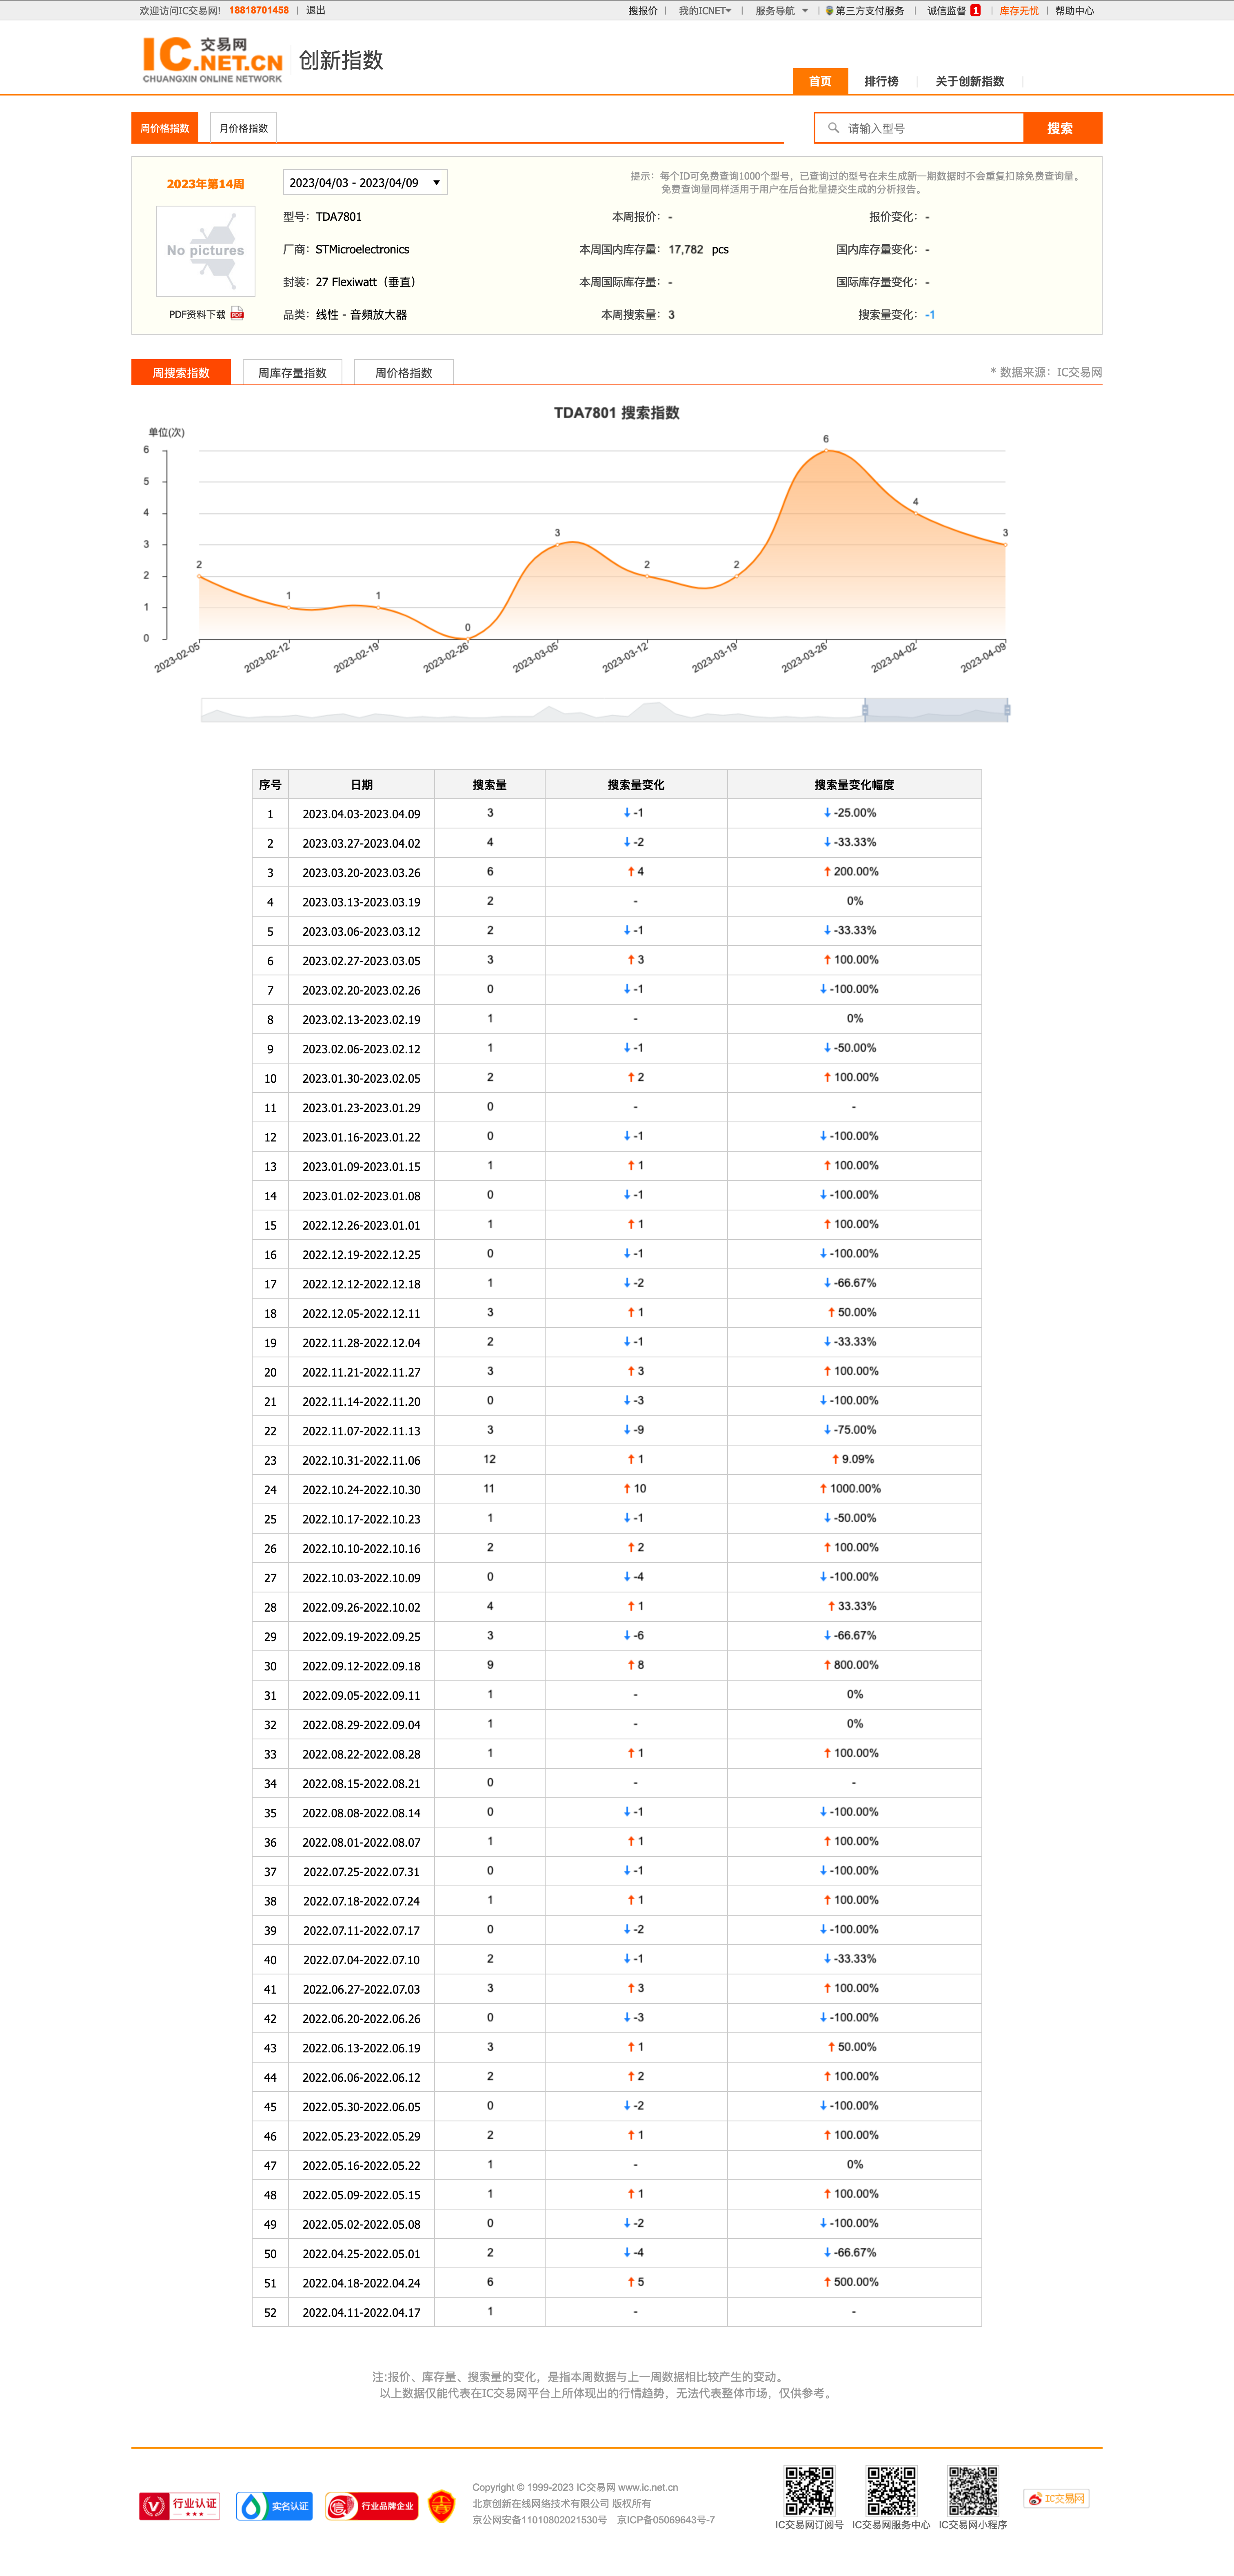 欢迎访问IC交易网! 18818701458 | 退出 搜报价 | 我的ICNET | 服务导航 | 第三方支付服务 | 诚信监督 1 | 库存无忧 | 帮助中心
IC 交易网
.NET.CN
CHUANGXIN ONLINE NETWORK
创新指数
首页 排行榜 关于创新指数
周价格指数 月价格指数 请输入型号 搜索
2023年第14周 2023/04/03 - 2023/04/09
提示：每个ID可免费查询1000个型号，已查询过的型号在未生成新一期数据时不会重复扣除免费查询量。
免费查询量同样适用于用户在后台批量提交生成的分析报告。
No pictures
PDF资料下载
型号：TDA7801 本周报价：- 报价变化：-
厂商：STMicroelectronics 本周国内库存量：17,782 pcs 国内库存量变化：-
封装：27 Flexiwatt（垂直） 本周国际库存量：- 国际库存量变化：-
品类：线性 - 音頻放大器 本周搜索量：3 搜索量变化：-1
周搜索指数 周库存量指数 周价格指数 * 数据来源：IC交易网
TDA7801 搜索指数
单位(次)
6
5
4
3
2
1
0
2 1 1 0 3 2 2 6 4 3
2023-02-05 2023-02-12 2023-02-19 2023-02-26 2023-03-05 2023-03-12 2023-03-19 2023-03-26 2023-04-02 2023-04-09
序号 日期 搜索量 搜索量变化 搜索量变化幅度
1 2023.04.03-2023.04.09 3 ↓-1 ↓-25.00%
2 2023.03.27-2023.04.02 4 ↓-2 ↓-33.33%
3 2023.03.20-2023.03.26 6 ↑4 ↑200.00%
4 2023.03.13-2023.03.19 2 - 0%
5 2023.03.06-2023.03.12 2 ↓-1 ↓-33.33%
6 2023.02.27-2023.03.05 3 ↑3 ↑100.00%
7 2023.02.20-2023.02.26 0 ↓-1 ↓-100.00%
8 2023.02.13-2023.02.19 1 - 0%
9 2023.02.06-2023.02.12 1 ↓-1 ↓-50.00%
10 2023.01.30-2023.02.05 2 ↑2 ↑100.00%
11 2023.01.23-2023.01.29 0 - -
12 2023.01.16-2023.01.22 0 ↓-1 ↓-100.00%
13 2023.01.09-2023.01.15 1 ↑1 ↑100.00%
14 2023.01.02-2023.01.08 0 ↓-1 ↓-100.00%
15 2022.12.26-2023.01.01 1 ↑1 ↑100.00%
16 2022.12.19-2022.12.25 0 ↓-1 ↓-100.00%
17 2022.12.12-2022.12.18 1 ↓-2 ↓-66.67%
18 2022.12.05-2022.12.11 3 ↑1 ↑50.00%
19 2022.11.28-2022.12.04 2 ↓-1 ↓-33.33%
20 2022.11.21-2022.11.27 3 ↑3 ↑100.00%
21 2022.11.14-2022.11.20 0 ↓-3 ↓-100.00%
22 2022.11.07-2022.11.13 3 ↓-9 ↓-75.00%
23 2022.10.31-2022.11.06 12 ↑1 ↑9.09%
24 2022.10.24-2022.10.30 11 ↑10 ↑1000.00%
25 2022.10.17-2022.10.23 1 ↓-1 ↓-50.00%
26 2022.10.10-2022.10.16 2 ↑2 ↑100.00%
27 2022.10.03-2022.10.09 0 ↓-4 ↓-100.00%
28 2022.09.26-2022.10.02 4 ↑1 ↑33.33%
29 2022.09.19-2022.09.25 3 ↓-6 ↓-66.67%
30 2022.09.12-2022.09.18 9 ↑8 ↑800.00%
31 2022.09.05-2022.09.11 1 - 0%
32 2022.08.29-2022.09.04 1 - 0%
33 2022.08.22-2022.08.28 1 ↑1 ↑100.00%
34 2022.08.15-2022.08.21 0 - -
35 2022.08.08-2022.08.14 0 ↓-1 ↓-100.00%
36 2022.08.01-2022.08.07 1 ↑1 ↑100.00%
37 2022.07.25-2022.07.31 0 ↓-1 ↓-100.00%
38 2022.07.18-2022.07.24 1 ↑1 ↑100.00%
39 2022.07.11-2022.07.17 0 ↓-2 ↓-100.00%
40 2022.07.04-2022.07.10 2 ↓-1 ↓-33.33%
41 2022.06.27-2022.07.03 3 ↑3 ↑100.00%
42 2022.06.20-2022.06.26 0 ↓-3 ↓-100.00%
43 2022.06.13-2022.06.19 3 ↑1 ↑50.00%
44 2022.06.06-2022.06.12 2 ↑2 ↑100.00%
45 2022.05.30-2022.06.05 0 ↓-2 ↓-100.00%
46 2022.05.23-2022.05.29 2 ↑1 ↑100.00%
47 2022.05.16-2022.05.22 1 - 0%
48 2022.05.09-2022.05.15 1 ↑1 ↑100.00%
49 2022.05.02-2022.05.08 0 ↓-2 ↓-100.00%
50 2022.04.25-2022.05.01 2 ↓-4 ↓-66.67%
51 2022.04.18-2022.04.24 6 ↑5 ↑500.00%
52 2022.04.11-2022.04.17 1 - -
注:报价、库存量、搜索量的变化，是指本周数据与上一周数据相比较产生的变动。
以上数据仅能代表在IC交易网平台上所体现出的行情趋势，无法代表整体市场，仅供参考。
行业认证 实名认证 行业品牌企业
Copyright © 1999-2023 IC交易网 www.ic.net.cn
北京创新在线网络技术有限公司 版权所有
京公网安备11010802021530号 京ICP备05069643号-7
IC交易网订阅号 IC交易网服务中心 IC交易网小程序
IC交易网